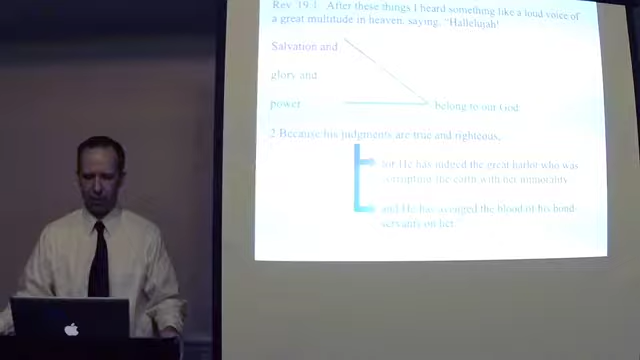 Rev 19:1 After these things I heard something like a loud voice of
a great multitude in heaven, saying, "Hallelujah!
Salvation and
glory and
power
belong to our God.
2 Because his judgments are true and righteous,
for He has judged the great harlot who was
corrupting the earth with her immorality
and He has avenged the blood of his bond-
servants on her.